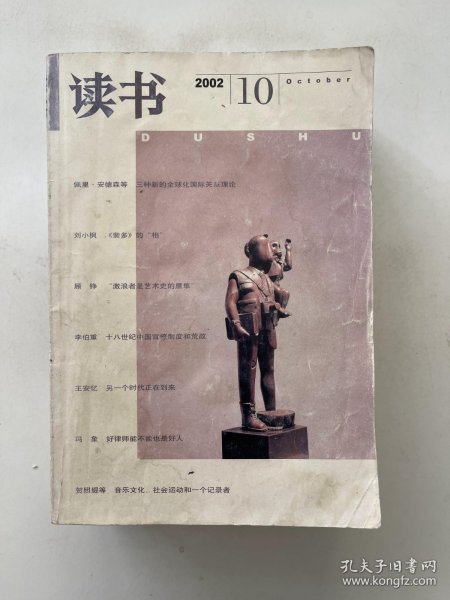 读书
2002 10 October
DUSHU
佩里·安德森等 三种新的全球化国际关系理论
刘小枫 《斐多》的“相”
顾铮 “激浪者是艺术史的原集”
李伯重 十八世纪中国官僚制度和荒政
王安忆 另一个时代正在到来
冯象 好律师能不能也是好人
贺照缇等 音乐文化、社会运动和一个记录者
孔夫子旧书网
www.kongfz.com